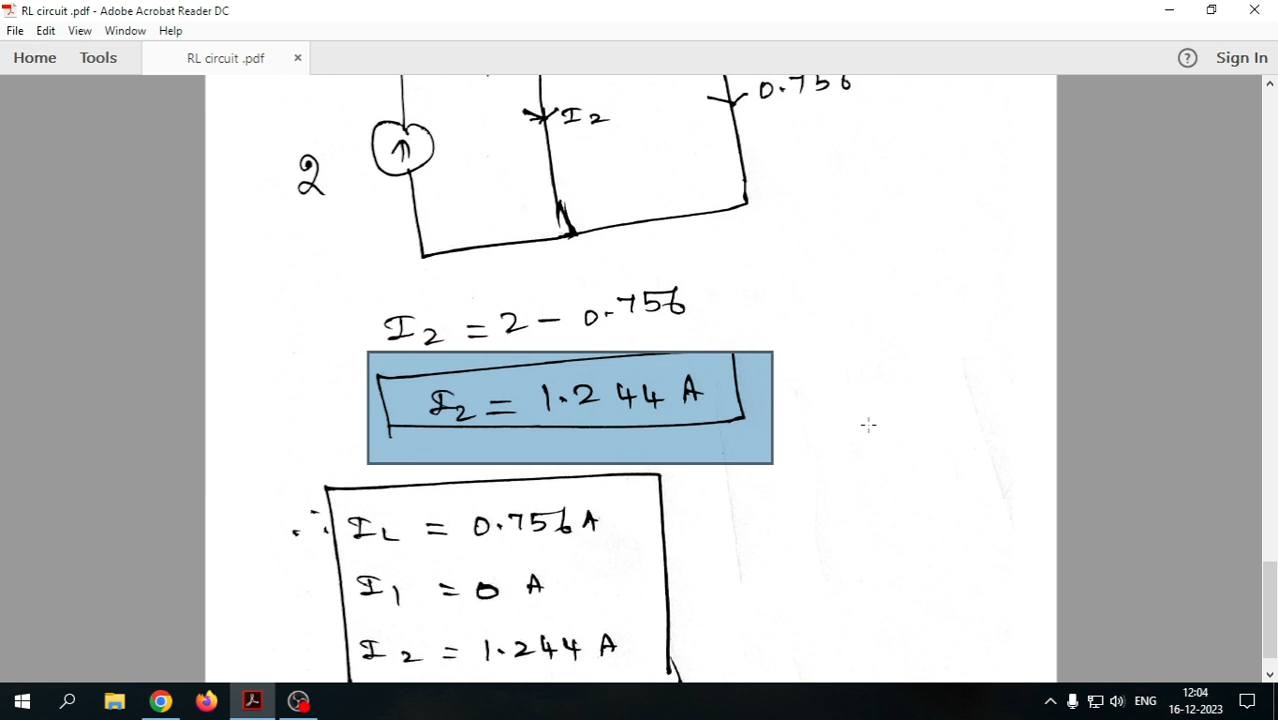 RL circuit .pdf - Adobe Acrobat Reader DC
File Edit View Window Help
Home Tools RL circuit .pdf × ? Sign In
0.756
I2
2
I2 = 2 - 0.756
I2 = 1.244 A
∴ IL = 0.756 A
I1 = 0 A
I2 = 1.244 A
ENG
12:04
16-12-2023